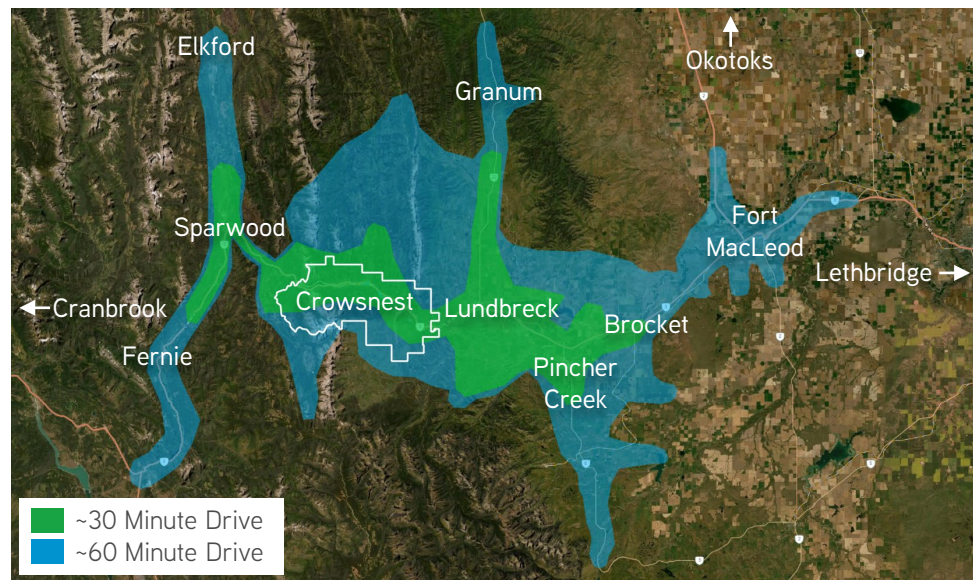 Elkford
Okotoks
Granum
Sparwood
Fort
MacLeod
Lethbridge
Cranbrook
Crowsnest
Lundbreck
Brocket
Fernie
Pincher
Creek
~30 Minute Drive
~60 Minute Drive